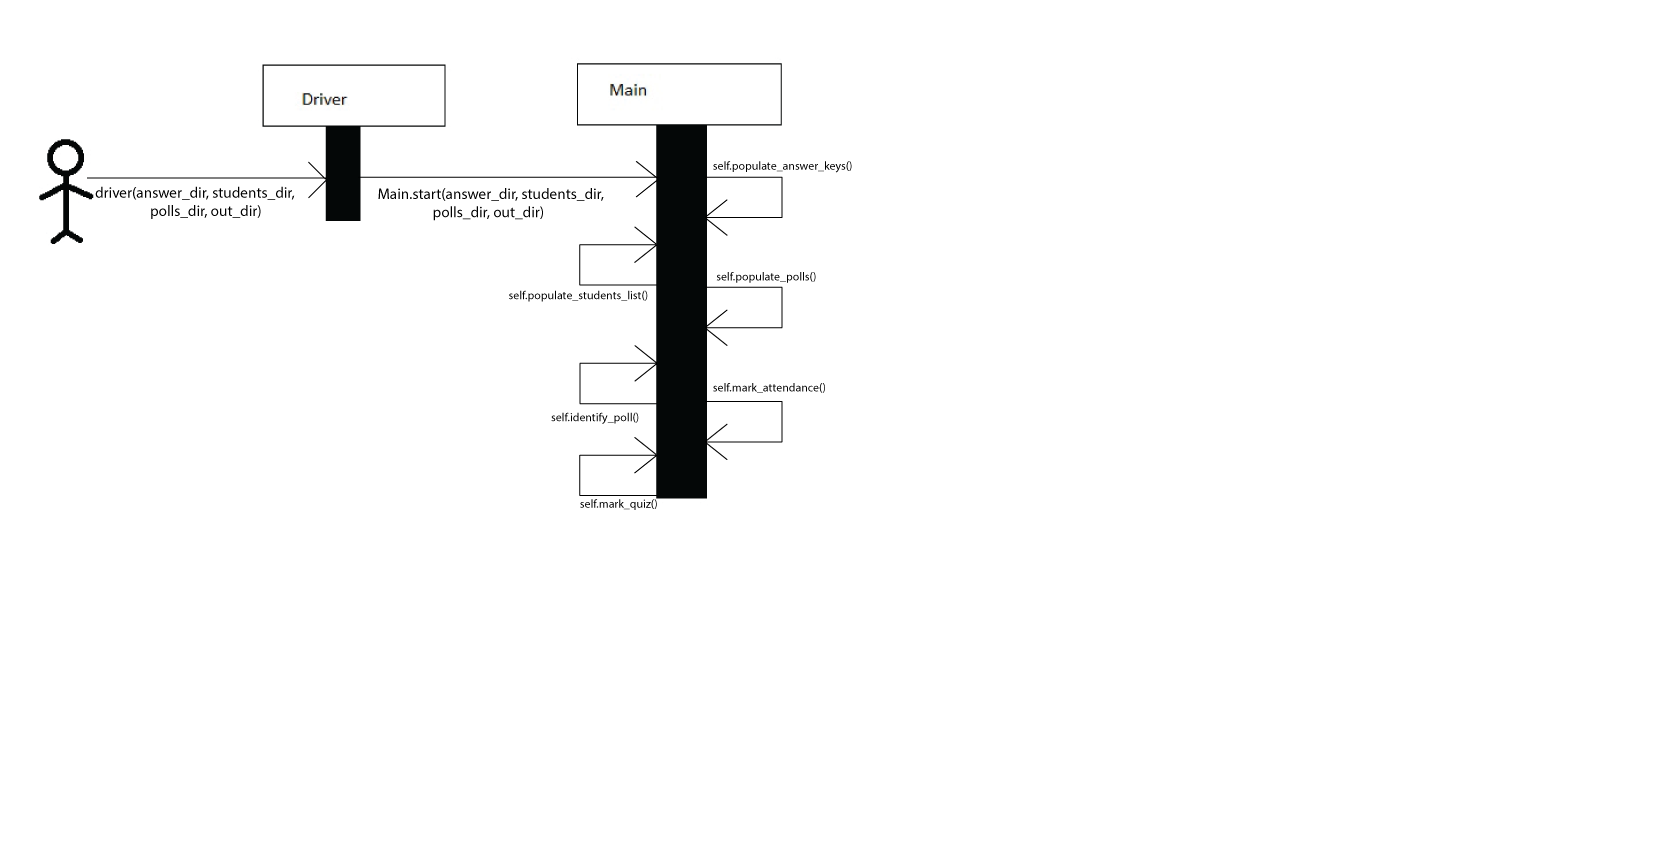 Driver
Main
driver(answer_dir, students_dir,
polls_dir, out_dir)
Main.start(answer_dir, students_dir,
polls_dir, out_dir)
self.populate_answer_keys()
self.populate_students_list()
self.populate_polls()
self.identify_poll()
self.mark_attendance()
self.mark_quiz()